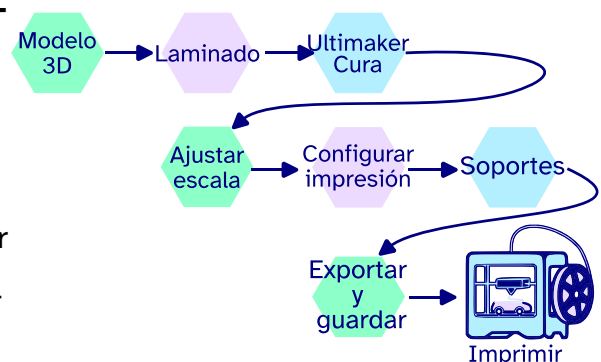 Modelo
3D
Laminado
Ultimaker
Cura
Ajustar
escala
Configurar
impresión
Soportes
r
Exportar
y
guardar
Imprimir